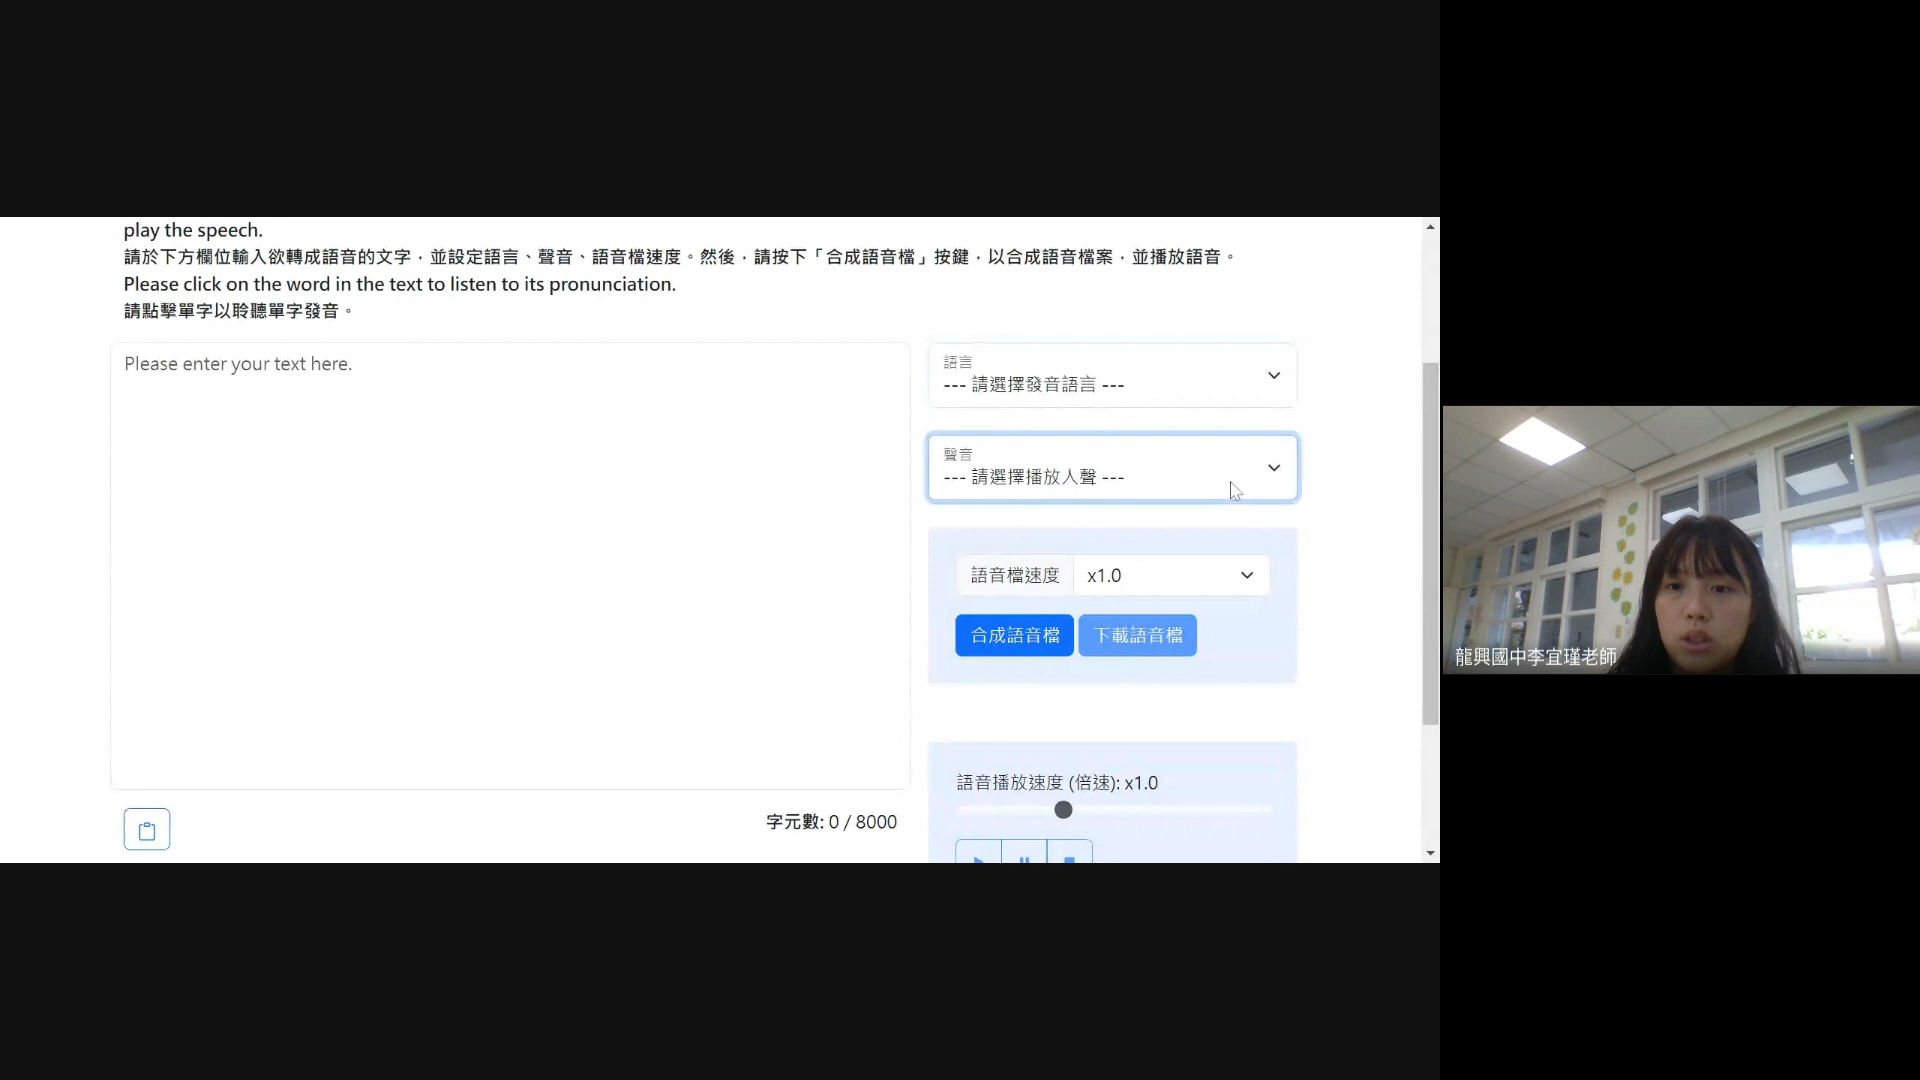 play the speech.
請於下方欄位輸入欲轉成語音的文字，並設定語言、聲音、語音檔速度。然後，請按下「合成語音檔」按鍵，以合成語音檔案，並播放語音。
Please click on the word in the text to listen to its pronunciation.
請點擊單字以聆聽單字發音。
Please enter your text here.
語言
--- 請選擇發音語言 ---
聲音
--- 請選擇播放人聲 ---
語音檔速度 x1.0
合成語音檔 下載語音檔
語音播放速度 (倍速): x1.0
字元數: 0 / 8000
龍興國中李宜瑾老師